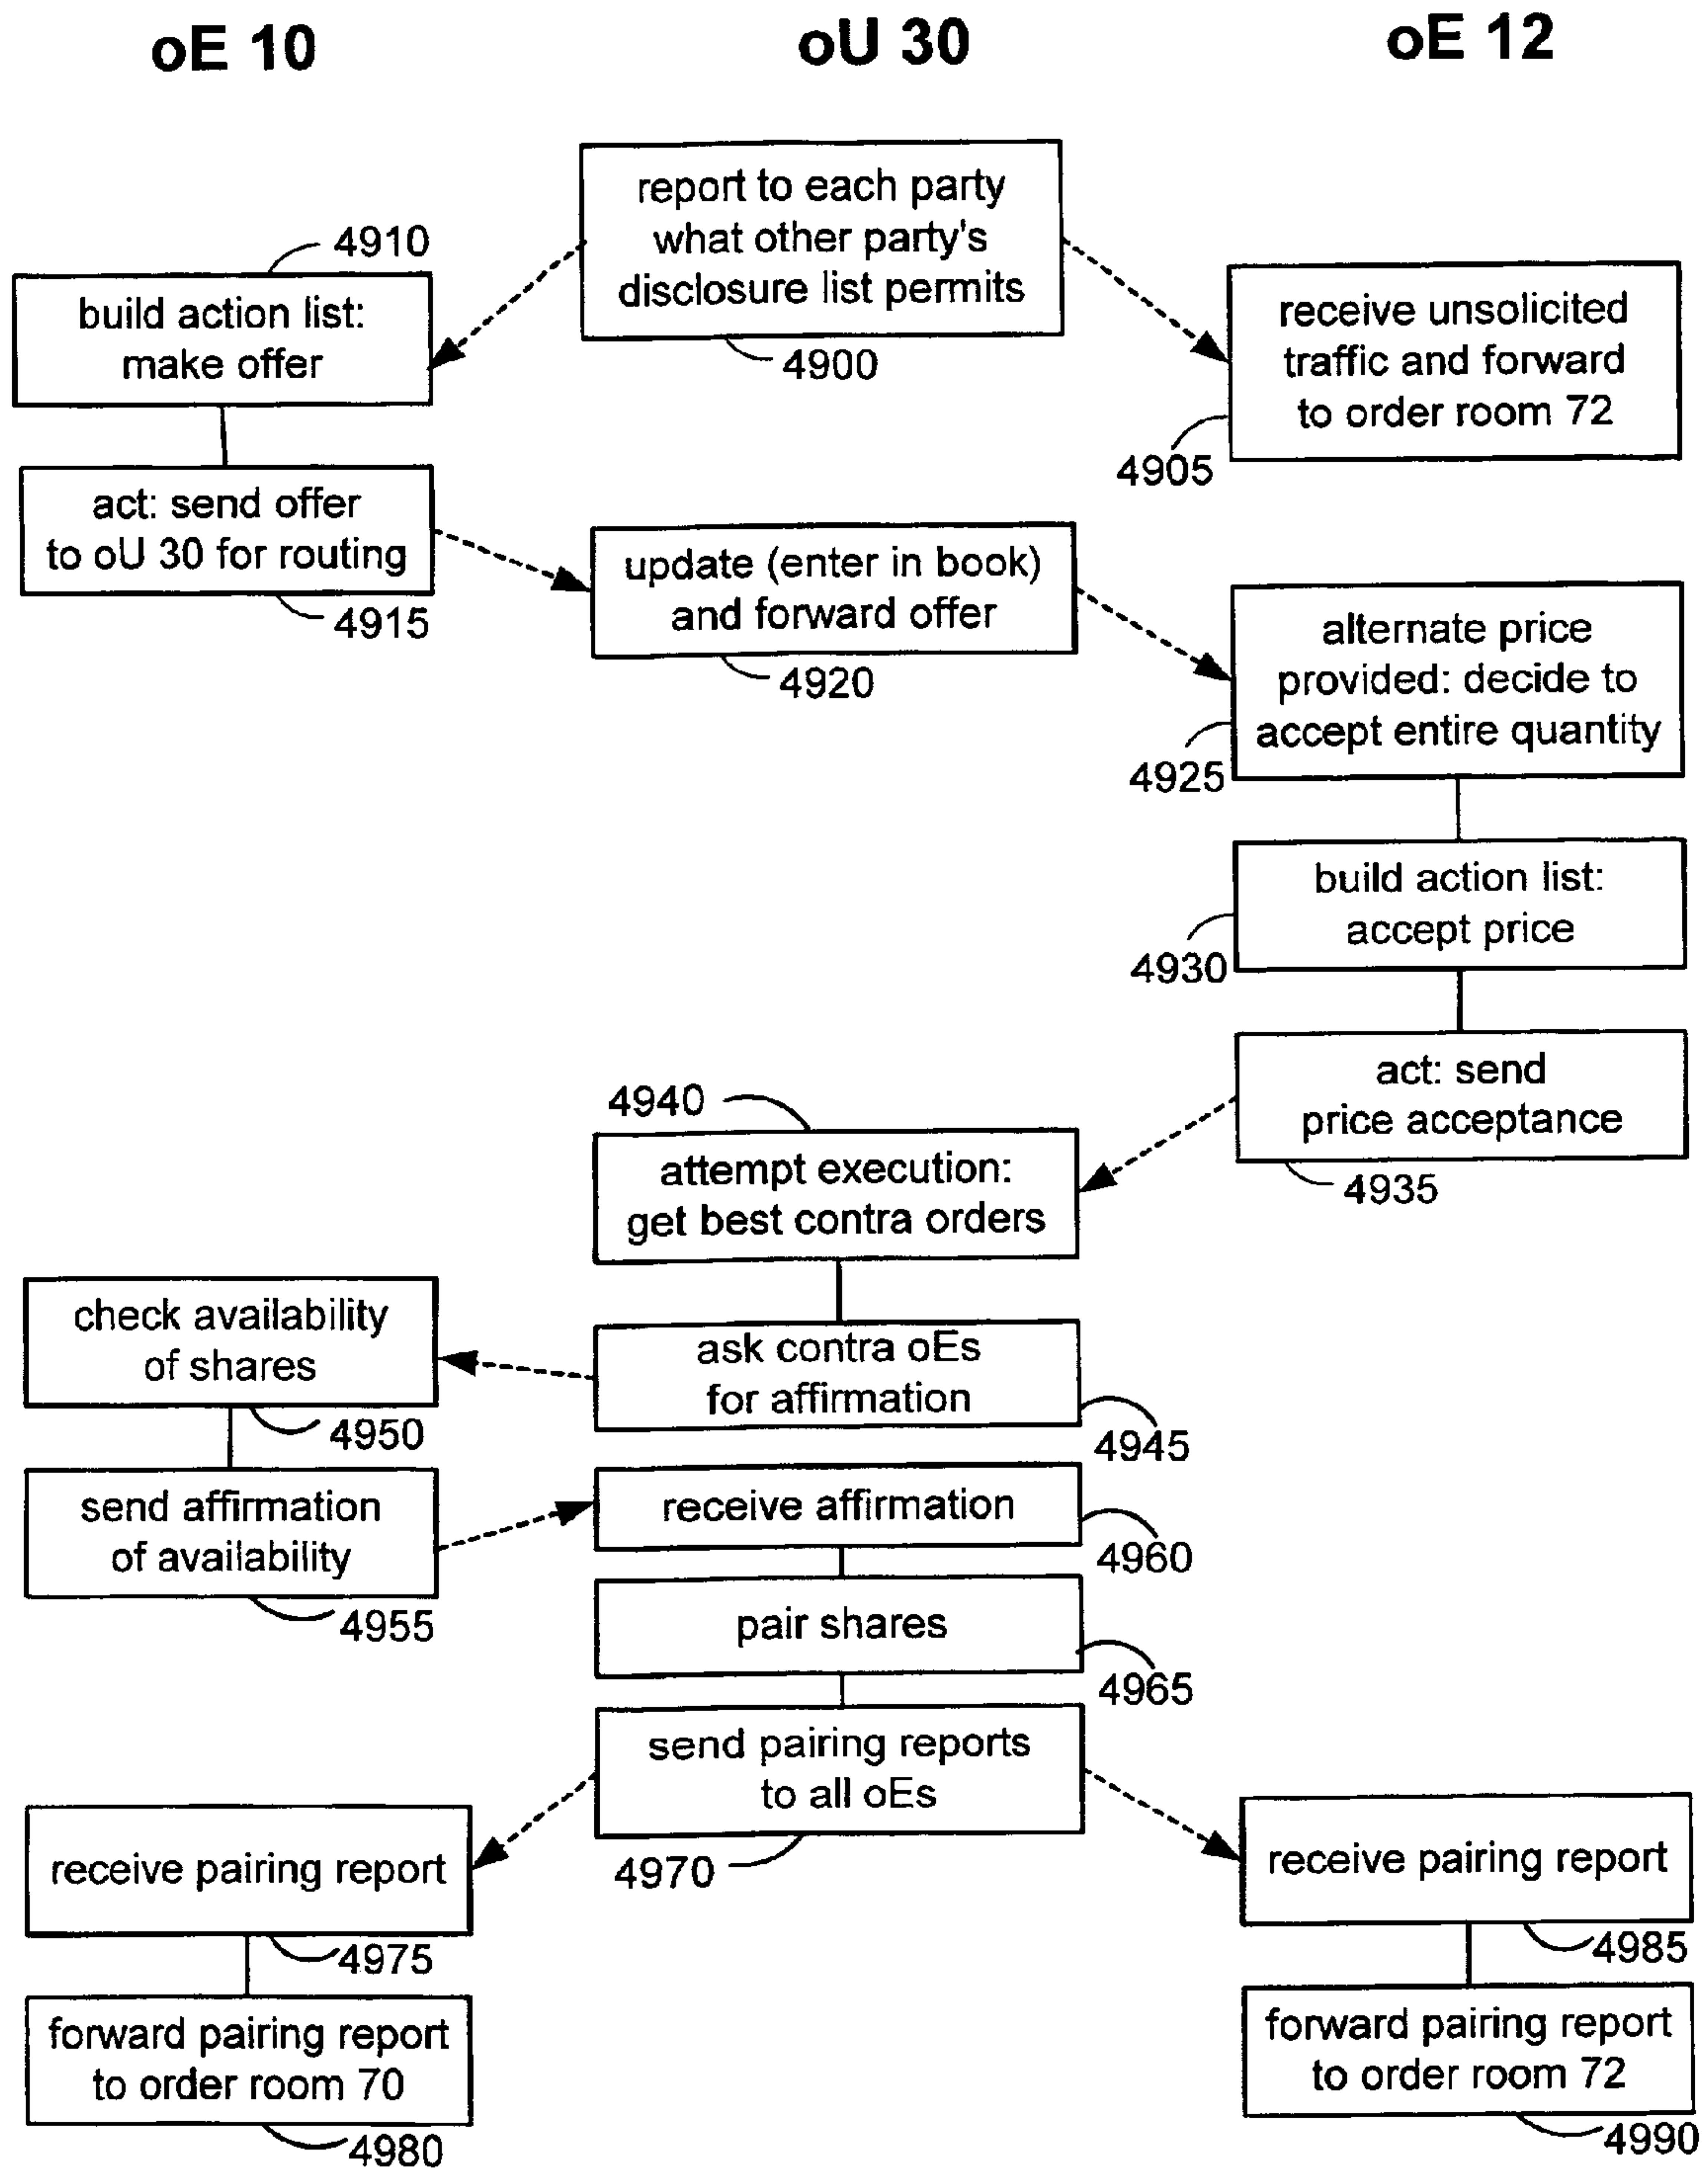 oE 10
oU 30
oE 12
report to each party
what other party's
disclosure list permits
4900
4910
build action list:
make offer
receive unsolicited
traffic and forward
to order room 72
4905
act: send offer
to oU 30 for routing
4915
update (enter in book)
and forward offer
4920
alternate price
provided: decide to
accept entire quantity
4925
build action list:
accept price
4930
act: send
price acceptance
4935
4940
attempt execution:
get best contra orders
ask contra oEs
for affirmation
4945
check availability
of shares
4950
send affirmation
of availability
4955
receive affirmation
4960
pair shares
4965
send pairing reports
to all oEs
4970
receive pairing report
4975
forward pairing report
to order room 70
4980
receive pairing report
4985
forward pairing report
to order room 72
4990